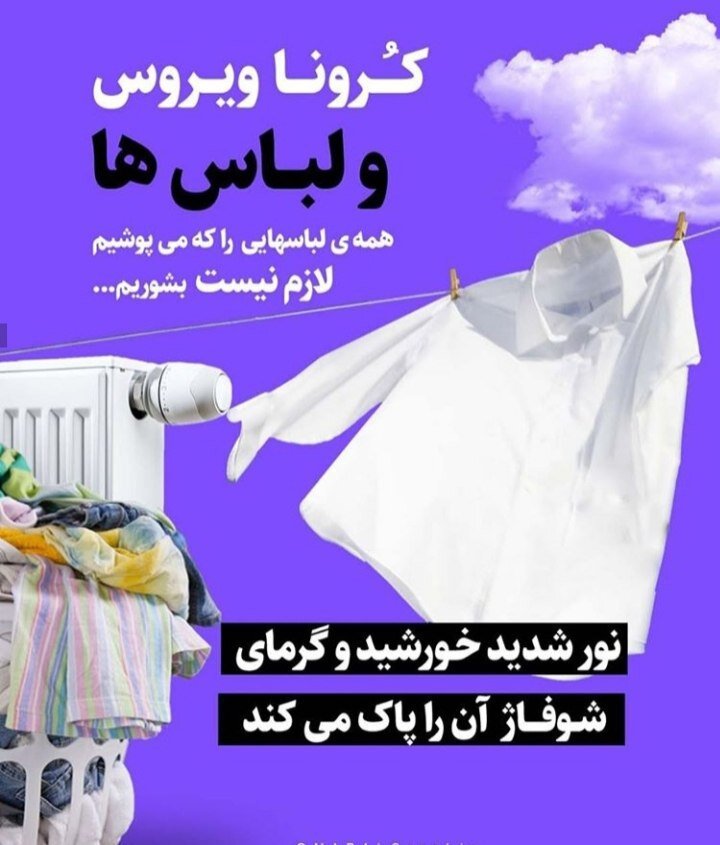 کُرونا ویروس
و لباس ها
همه ی لباسهایی را که می پوشیم
لازم نیست بشوریم...
نور شدید خورشید و گرمای
شوفاژ آن را پاک می کند